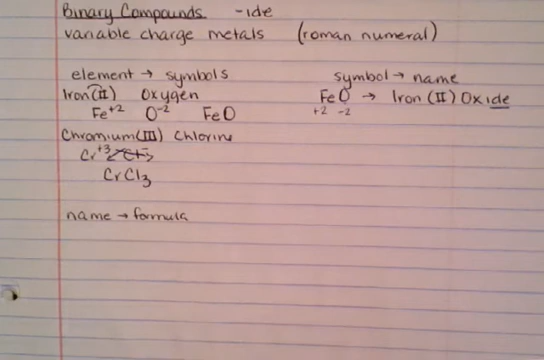 Binary Compounds -ide
variable charge metals (roman numeral)
element → symbols
Iron(II) Oxygen
Fe+2 O-2 FeO
Chromium(III) Chlorine
Cr+3 Cl-
CrCl3
name → formula
symbol → name
FeO → Iron (II) Oxide
+2 -2